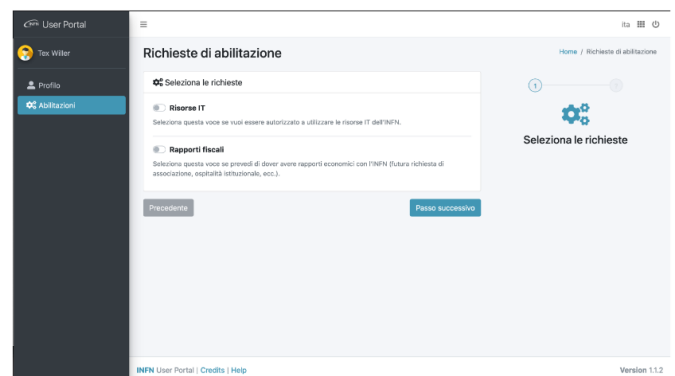 INFN User Portal
ita
Tex Willer
Profilo
Abilitazioni
Richieste di abilitazione
Home / Richieste di abilitazione
Seleziona le richieste
Risorse IT
Seleziona questa voce se vuoi essere autorizzato a utilizzare le risorse IT dell'INFN.
Rapporti fiscali
Seleziona questa voce se prevedi di dover avere rapporti economici con l'INFN (futura richiesta di
associazione, ospitalità istituzionale, ecc.).
Precedente
Passo successivo
1
Seleziona le richieste
INFN User Portal | Credits | Help
Version 1.1.2